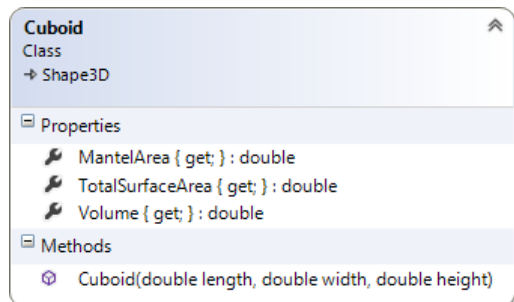 Cuboid
Class
Shape3D
Properties
MantelArea { get; } : double
TotalSurfaceArea { get; } : double
Volume { get; } : double
Methods
Cuboid(double length, double width, double height)